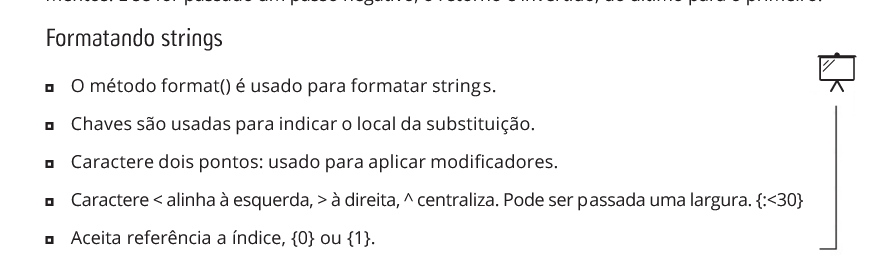 Formatando strings
O método format() é usado para formatar strings.
Chaves são usadas para indicar o local da substituição.
Caractere dois pontos: usado para aplicar modificadores.
Caractere < alinha à esquerda, > à direita, ^ centraliza. Pode ser passada uma largura. {:<30}
Aceita referência a índice, {0} ou {1}.